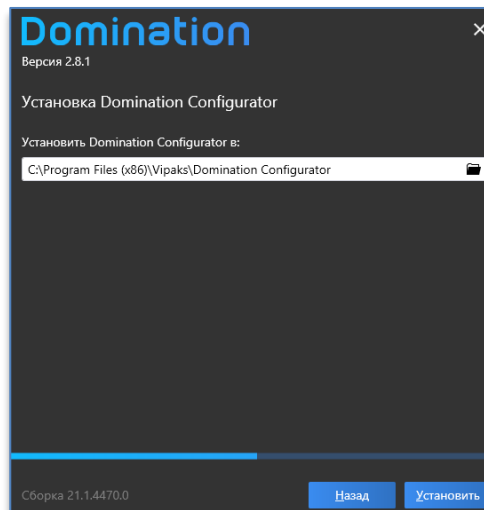 Domination
Версия 2.8.1
Установка Domination Configurator
Установить Domination Configurator в:
C:\Program Files (x86)\Vipaks\Domination Configurator
Сборка 21.1.4470.0
Назад
Установить